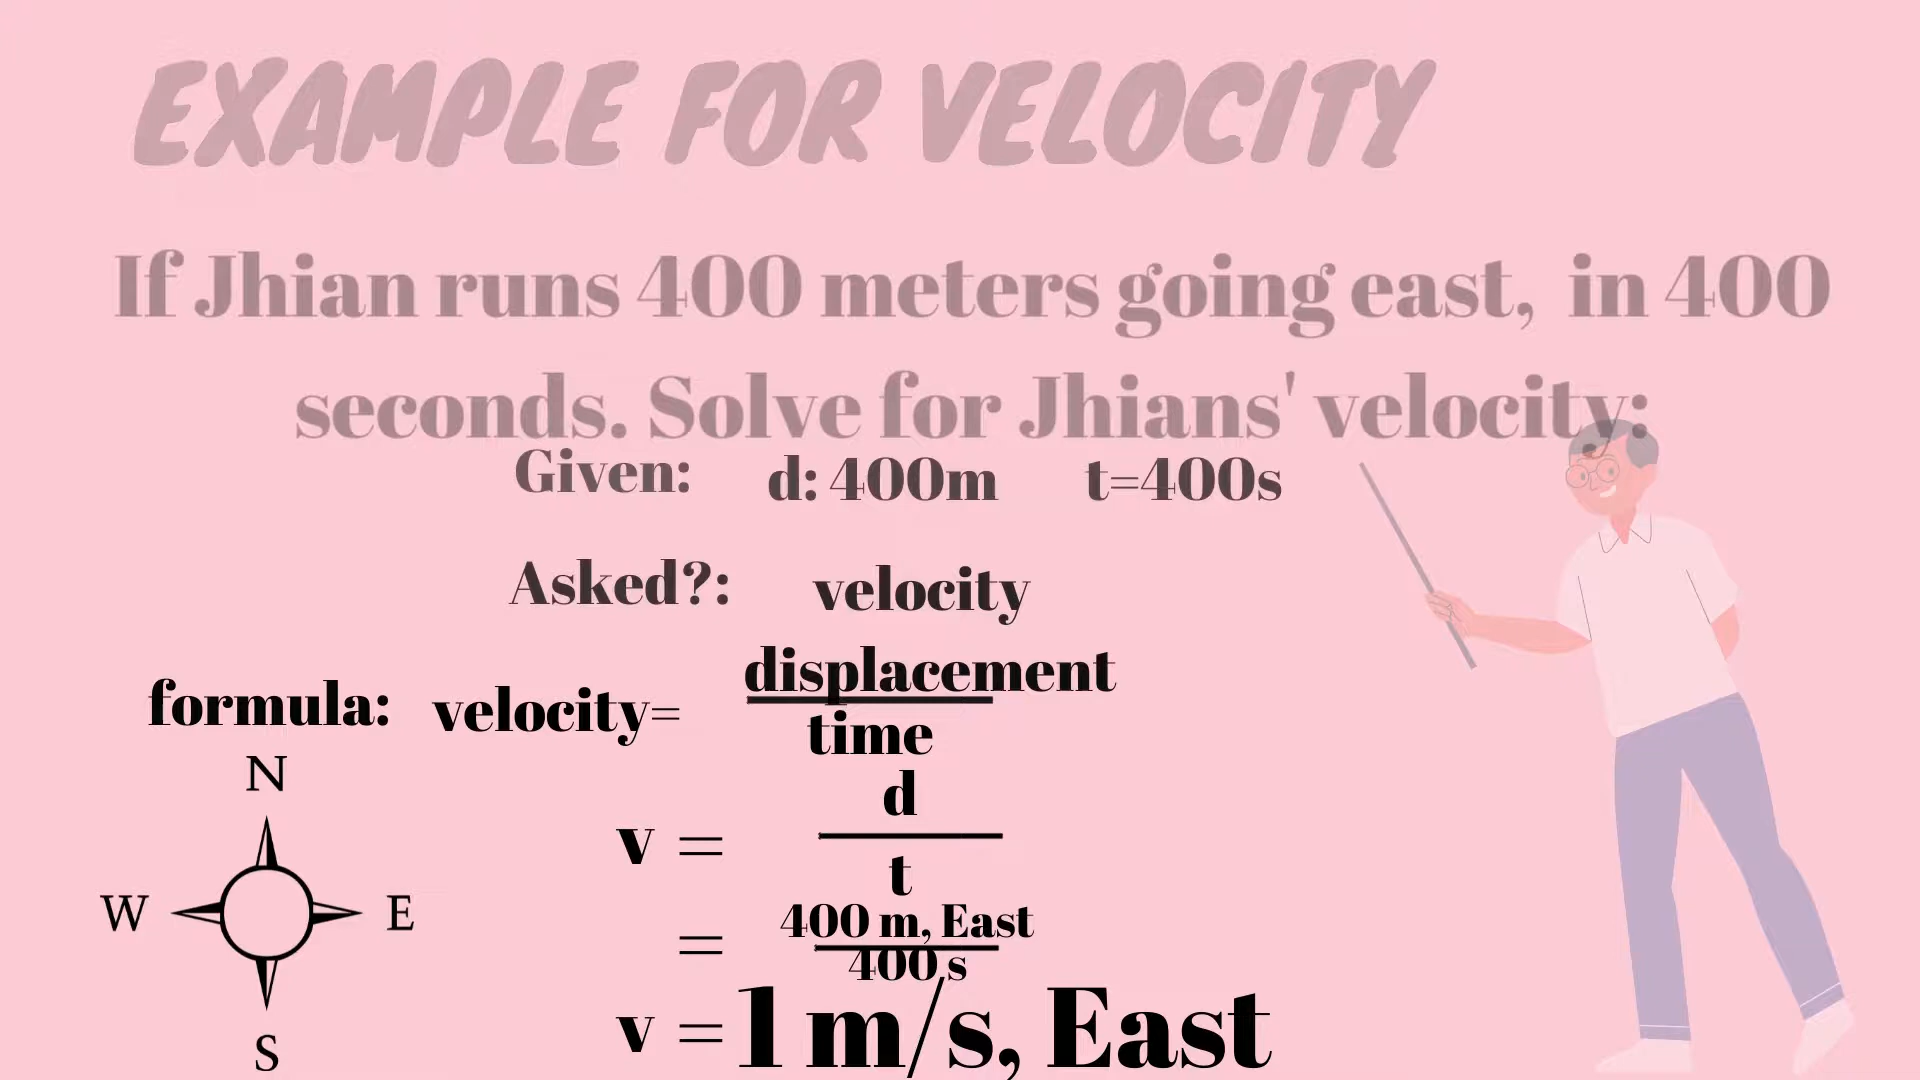 EXAMPLE FOR VELOCITY
If Jhian runs 400 meters going east, in 400
seconds. Solve for Jhians' velocity:
Given: d: 400m t=400s
Asked?: velocity
formula: velocity= displacement
time
N
W E
S
v = d
t
= 400 m, East
400 s
v = 1 m/s, East